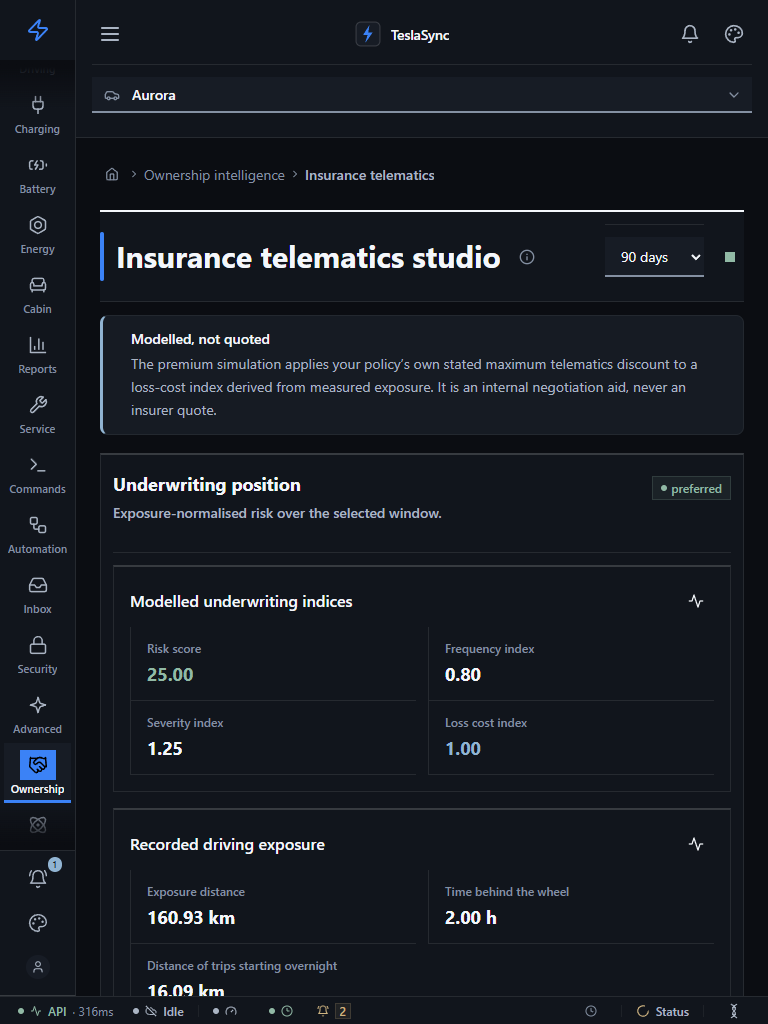 TeslaSync
Aurora
Driving
Charging
Battery
Energy
Cabin
Reports
Service
Commands
Automation
Inbox
Security
Advanced
Ownership
1
Ownership intelligence
Insurance telematics
Insurance telematics studio
90 days
Modelled, not quoted
The premium simulation applies your policy's own stated maximum telematics discount to a
loss-cost index derived from measured exposure. It is an internal negotiation aid, never an
insurer quote.
Underwriting position
preferred
Exposure-normalised risk over the selected window.
Modelled underwriting indices
Risk score
25.00
Frequency index
0.80
Severity index
1.25
Loss cost index
1.00
Recorded driving exposure
Exposure distance
160.93 km
Time behind the wheel
2.00 h
Distance of trips starting overnight
16.09 km
API · 316ms
Idle
2
Status